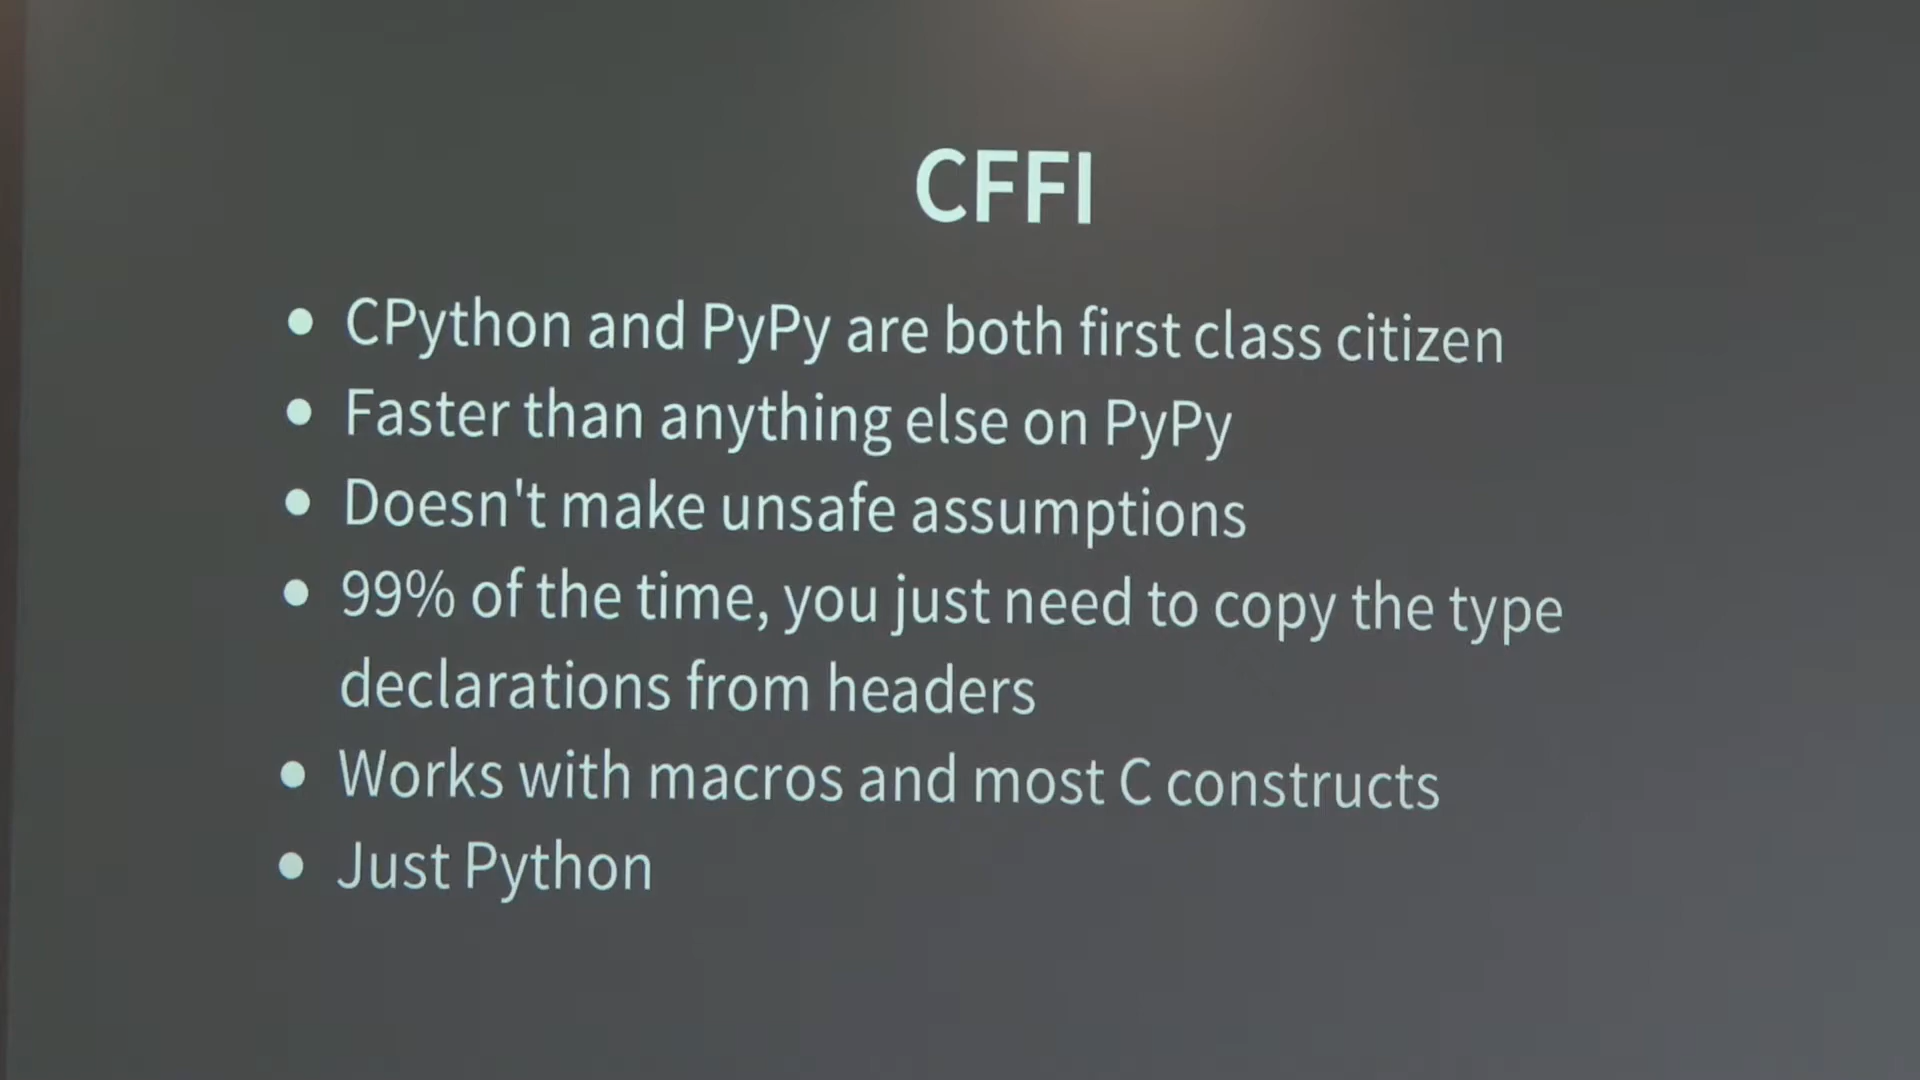 CFFI
• CPython and PyPy are both first class citizen
• Faster than anything else on PyPy
• Doesn't make unsafe assumptions
• 99% of the time, you just need to copy the type
declarations from headers
• Works with macros and most C constructs
• Just Python